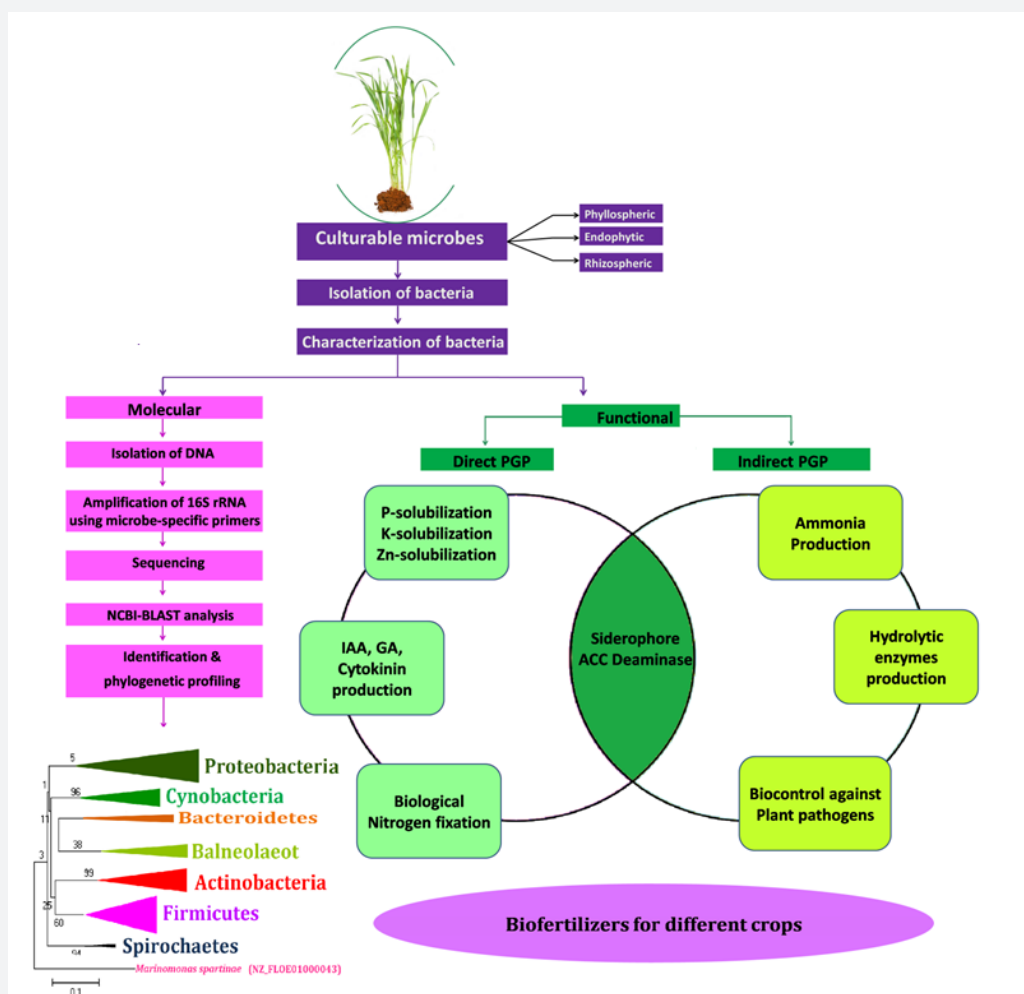 Culturable microbes
Phyllospheric
Endophytic
Rhizospheric
Isolation of bacteria
Characterization of bacteria
Molecular
Isolation of DNA
Amplification of 16S rRNA
using microbe-specific primers
Sequencing
NCBI-BLAST analysis
Identification &
phylogenetic profiling
Functional
Direct PGP
Indirect PGP
P-solubilization
K-solubilization
Zn-solubilization
IAA, GA,
Cytokinin
production
Biological
Nitrogen fixation
Siderophore
ACC Deaminase
Ammonia
Production
Hydrolytic
enzymes
production
Biocontrol against
Plant pathogens
5
Proteobacteria
1
96
Cynobacteria
11
Bacteroidetes
38
Balneolaeot
3
99
Actinobacteria
25
60
Firmicutes
Spirochaetes
Marinomonas spartinae (NZ_FLOE01000043)
0.1
Biofertilizers for different crops